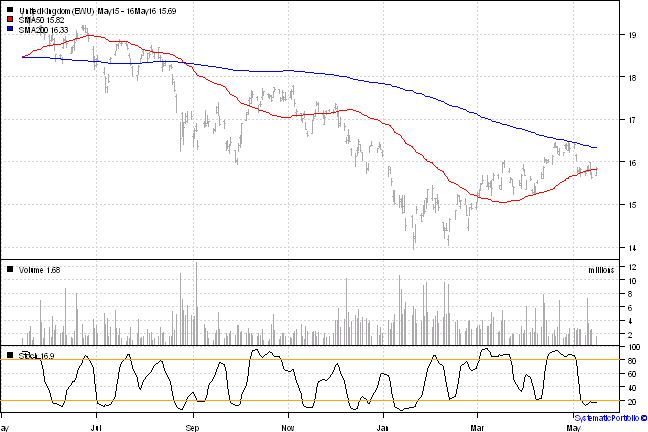 United Kingdom (EWU) May15 - 16May16 15.69
SMA50 15.82
SMA200 16.33
19
18
17
16
15
14
Volume 1.68
millions
12
10
8
6
4
2
Stoch 16.9
100
80
60
40
20
ay
Jul
Sep
Nov
Jan
Mar
May
SystematicPortfolio ©